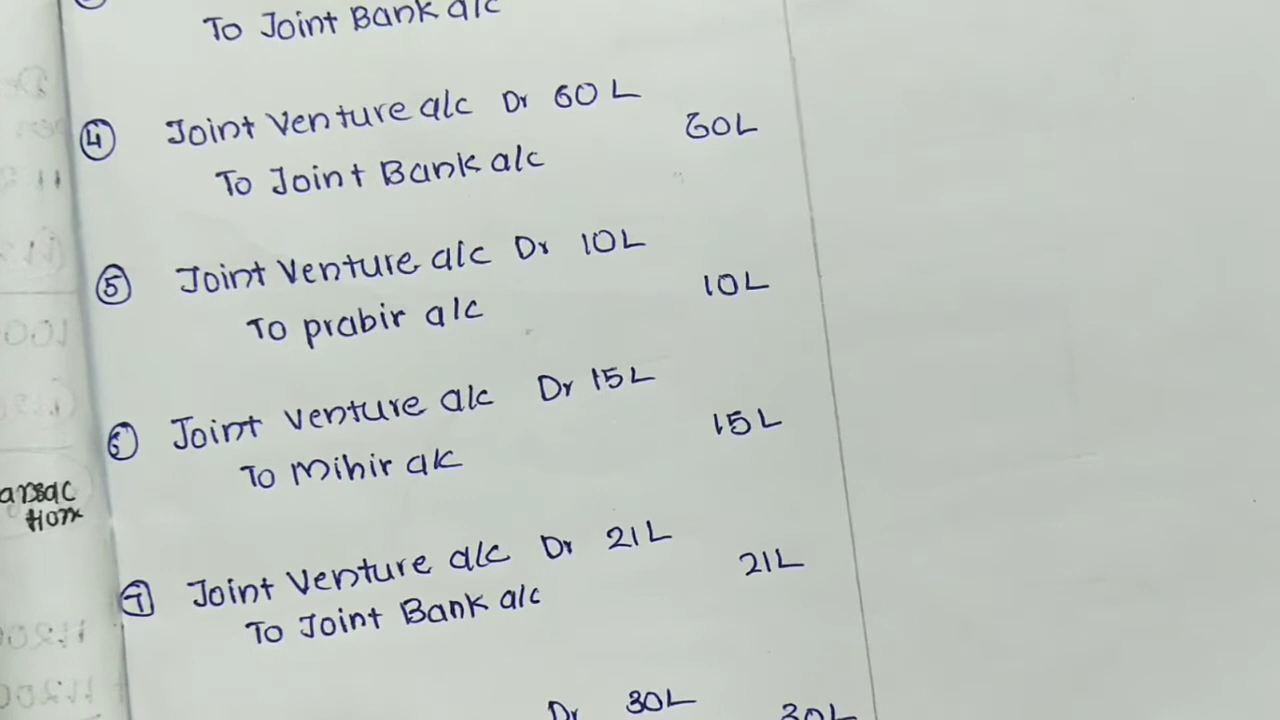 To Joint Bank a/c
④ Joint Venture a/c Dr 60L
60L
To Joint Bank a/c
⑤ Joint Venture a/c Dr 10L
10L
To prabir a/c
⑥ Joint Venture a/c Dr 15L
15L
To Mihir a/c
⑦ Joint Venture a/c Dr 21L
21L
To Joint Bank a/c
Dr 30L
30L